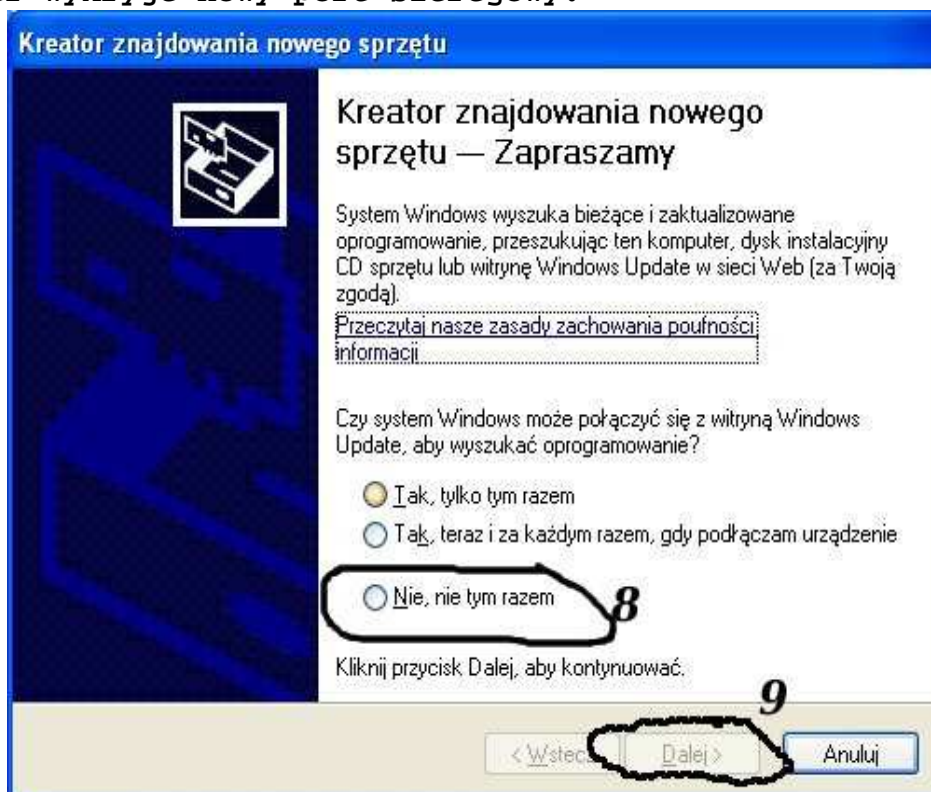 Kreator znajdowania nowego sprzętu
Kreator znajdowania nowego
sprzętu — Zapraszamy
System Windows wyszuka bieżące i zaktualizowane
oprogramowanie, przeszukując ten komputer, dysk instalacyjny
CD sprzętu lub witrynę Windows Update w sieci Web (za Twoją
zgodą).
Przeczytaj nasze zasady zachowania poufności
informacji
Czy system Windows może połączyć się z witryną Windows
Update, aby wyszukać oprogramowanie?
Tak, tylko tym razem
Tak, teraz i za każdym razem, gdy podłączam urządzenie
Nie, nie tym razem
8
Kliknij przycisk Dalej, aby kontynuować.
9
< Wstecz Dalej > Anuluj